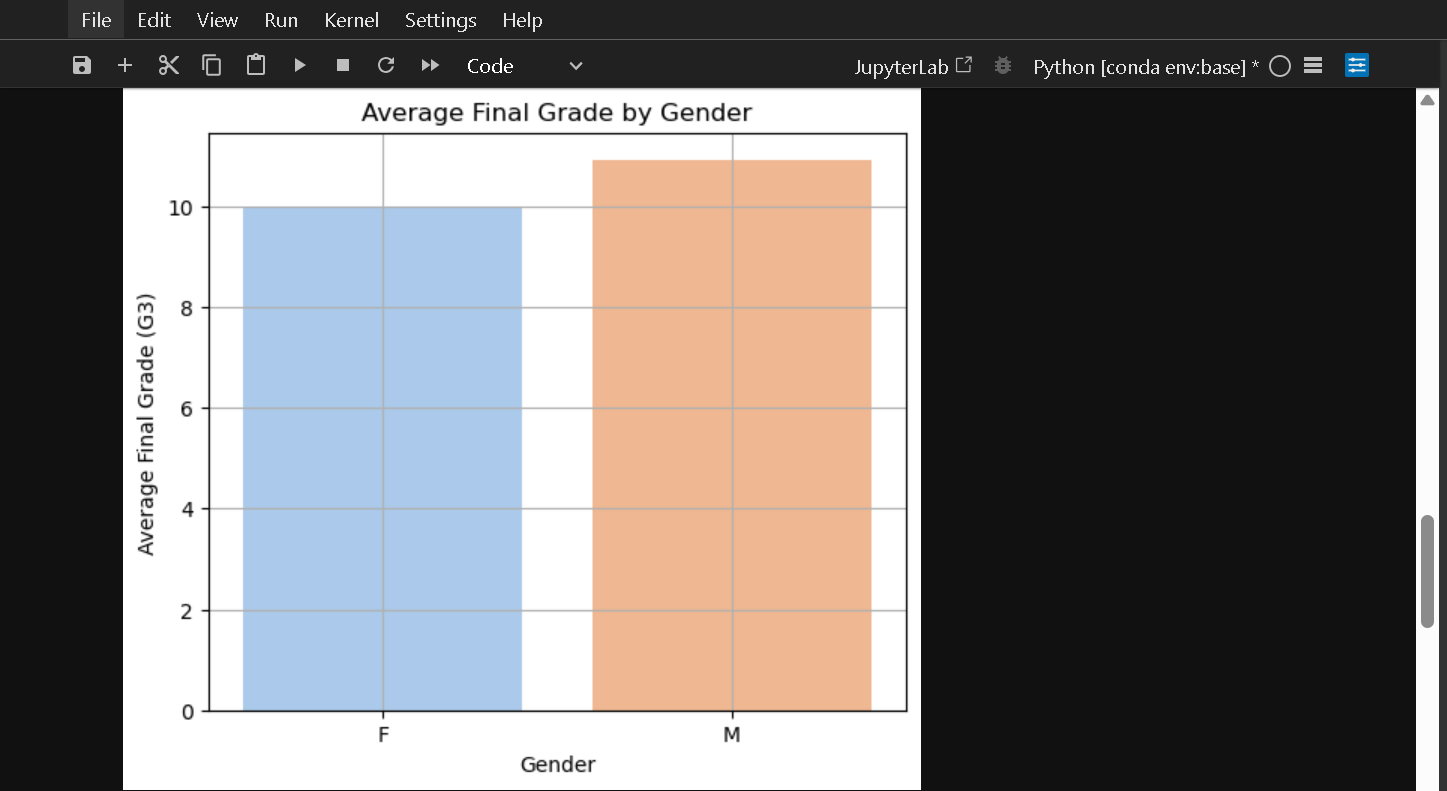 File Edit View Run Kernel Settings Help
Code JupyterLab Python [conda env:base] *
Average Final Grade by Gender
Average Final Grade (G3)
10
8
6
4
2
0
F M
Gender